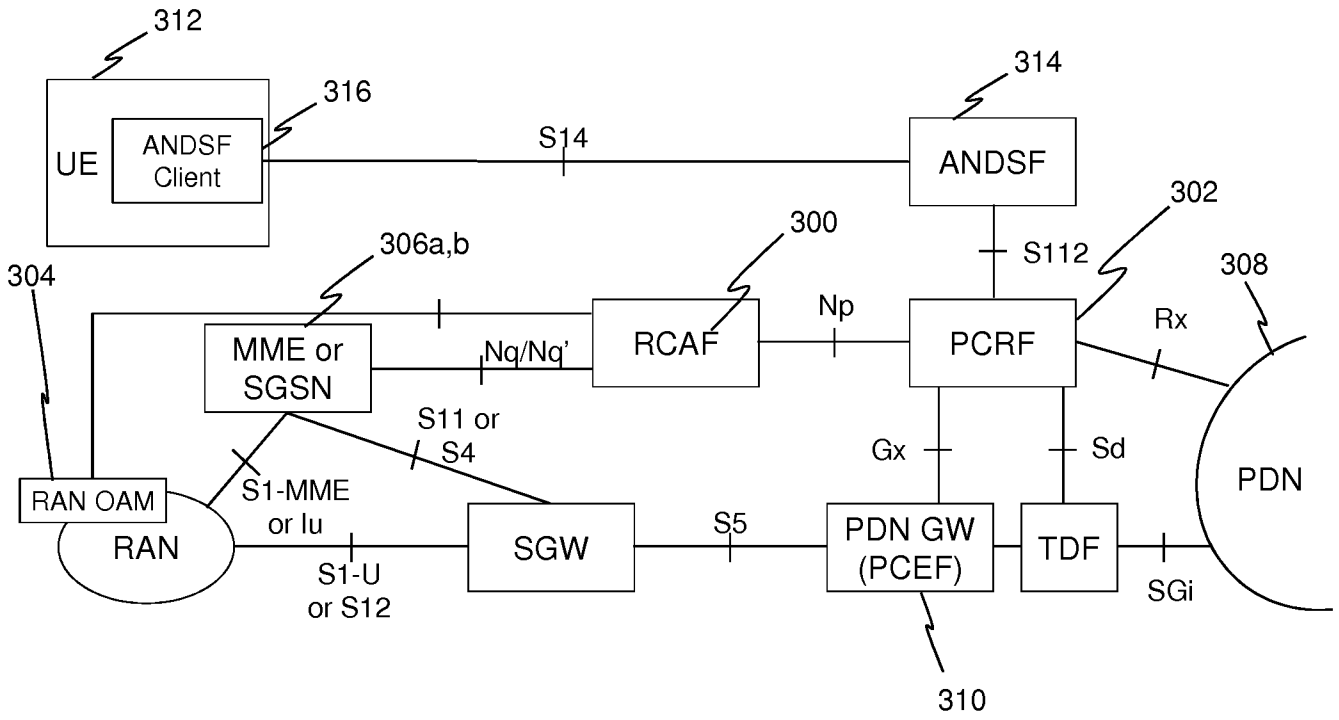 312
316
314
ANDSF
Client
UE
S14
ANDSF
302
300
306a,b
S112
308
304
Np
Rx
MME or
SGSN
Nq/Nq'
RCAF
PCRF
S11 or
S4
Gx
Sd
PDN
RAN OAM
S1-MME
or Iu
RAN
SGW
S5
PDN GW
(PCEF)
TDF
S1-U
or S12
SGi
310